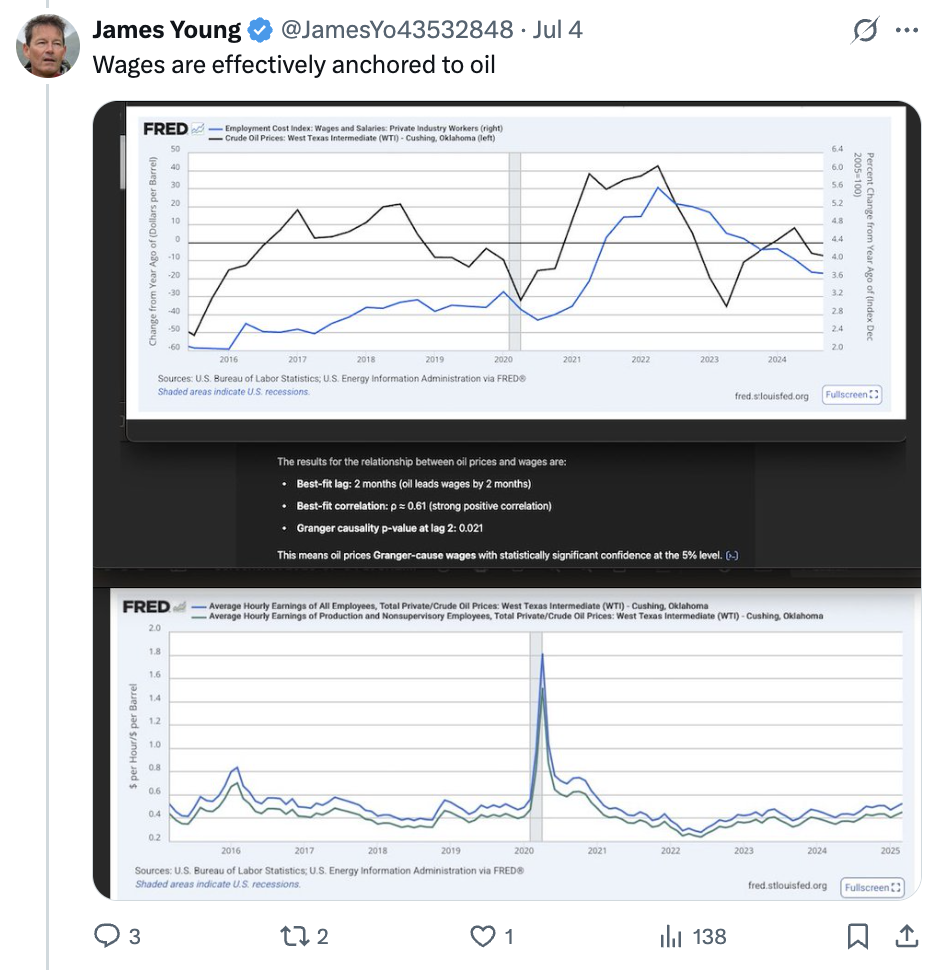 James Young @JamesYo43532848 · Jul 4
Wages are effectively anchored to oil
FRED
Employment Cost Index: Wages and Salaries: Private Industry Workers (right)
Crude Oil Prices: West Texas Intermediate (WTI) - Cushing, Oklahoma (left)
Change from Year Ago of (Dollars per Barrel)
50
40
30
20
10
0
-10
-20
-30
-40
-50
-60
6.4
6.0
5.6
5.2
4.8
4.4
4.0
3.6
3.2
2.8
2.4
2.0
Percent Change from Year Ago of (Index Dec
2005=100)
2016 2017 2018 2019 2020 2021 2022 2023 2024
Sources: U.S. Bureau of Labor Statistics; U.S. Energy Information Administration via FRED®
Shaded areas indicate U.S. recessions.
fred.stlouisfed.org
Fullscreen
The results for the relationship between oil prices and wages are:
• Best-fit lag: 2 months (oil leads wages by 2 months)
• Best-fit correlation: ρ ≈ 0.61 (strong positive correlation)
• Granger causality p-value at lag 2: 0.021
This means oil prices Granger-cause wages with statistically significant confidence at the 5% level. [>-]
FRED
Average Hourly Earnings of All Employees, Total Private/Crude Oil Prices: West Texas Intermediate (WTI) - Cushing, Oklahoma
Average Hourly Earnings of Production and Nonsupervisory Employees, Total Private/Crude Oil Prices: West Texas Intermediate (WTI) - Cushing, Oklahoma
$ per Hour/$ per Barrel
2.0
1.8
1.6
1.4
1.2
1.0
0.8
0.6
0.4
0.2
2016 2017 2018 2019 2020 2021 2022 2023 2024 2025
Sources: U.S. Bureau of Labor Statistics; U.S. Energy Information Administration via FRED®
Shaded areas indicate U.S. recessions.
fred.stlouisfed.org
Fullscreen
3 2 1 138